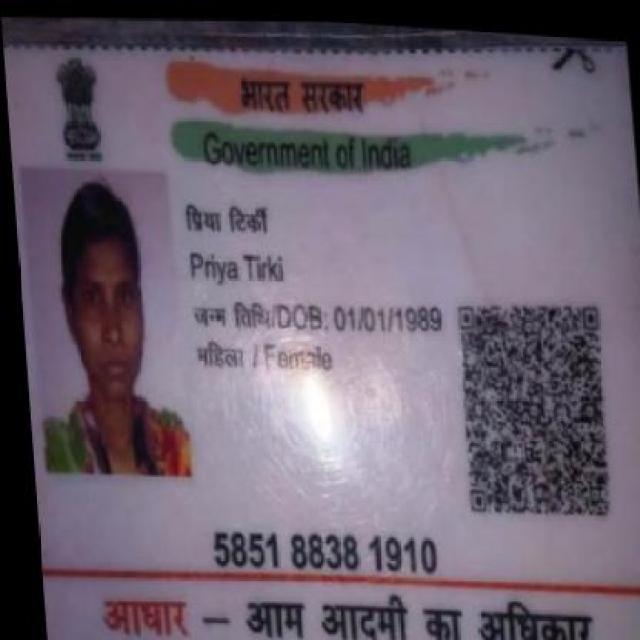 भारत सरकार
Government of India
प्रिया टिर्की
Priya Tirki
जन्म तिथि/DOB: 01/01/1989
महिला / Female
5851 8838 1910
आधार – आम आदमी का अधिकार